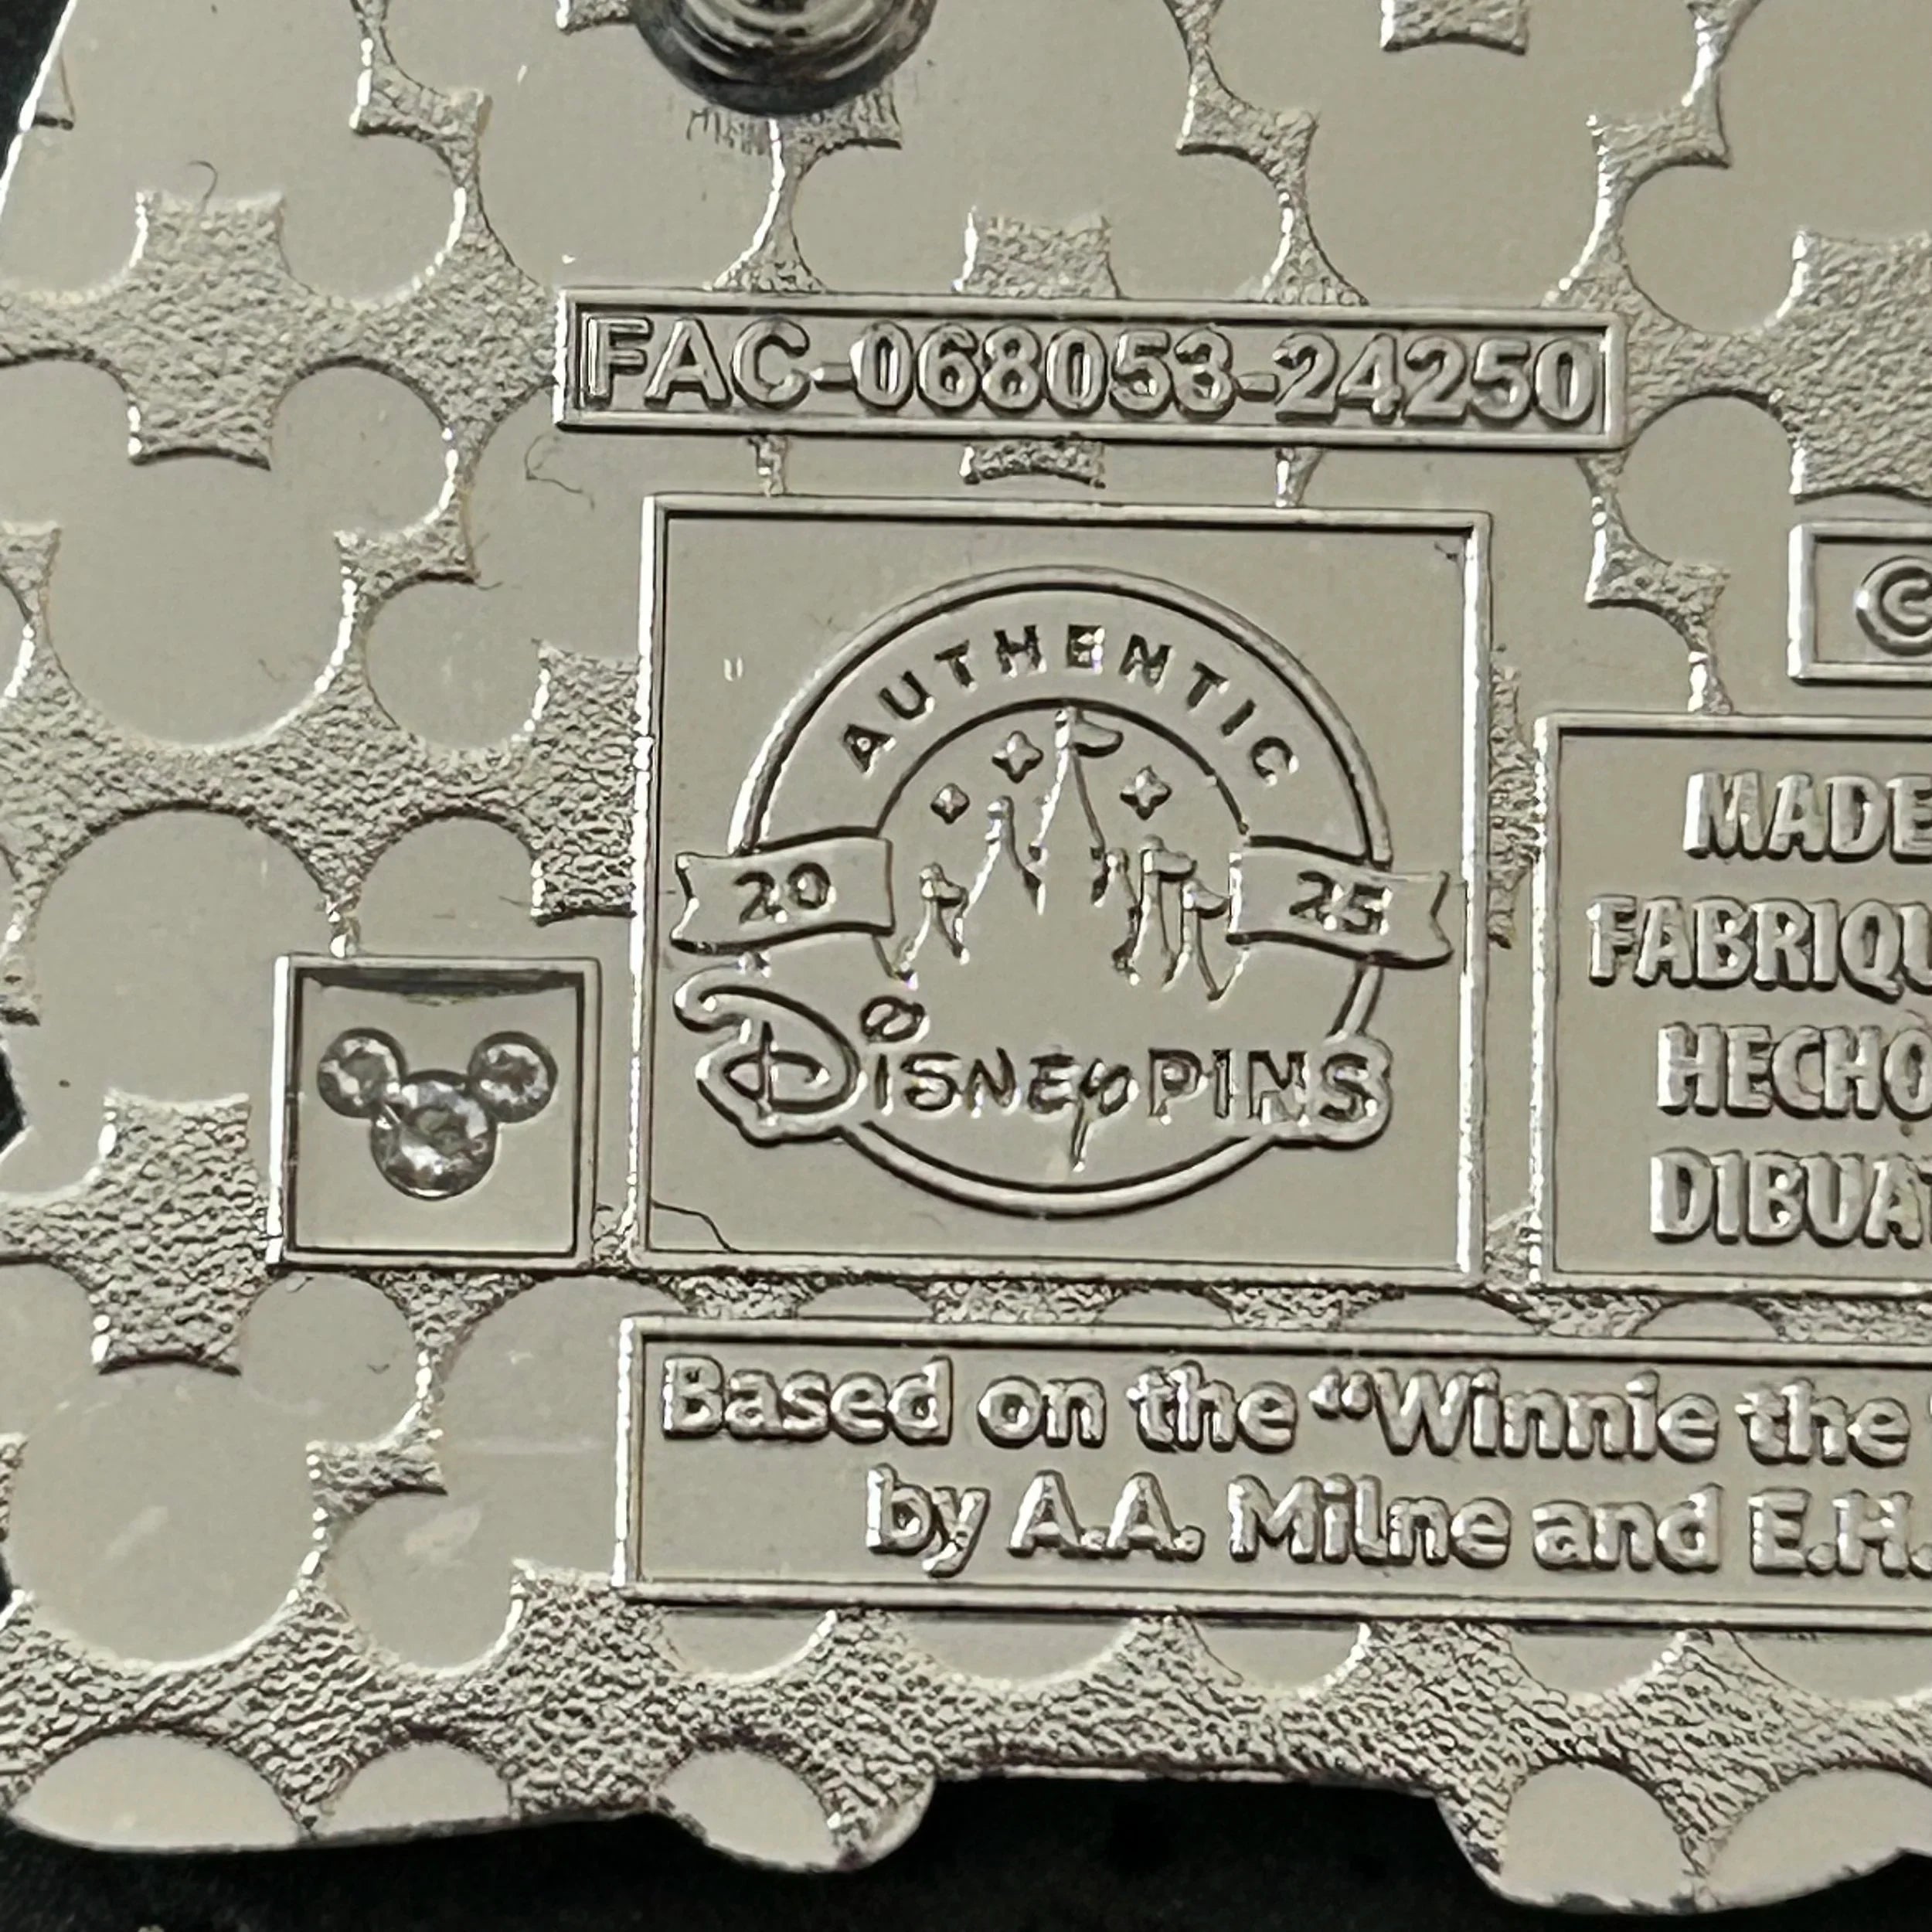 FAC-068053-24250
©
AUTHENTIC
20 25
Disney PINS
MADE
FABRIQU
HECHO
DIBUAT
Based on the “Winnie the
by A.A. Milne and E.H.